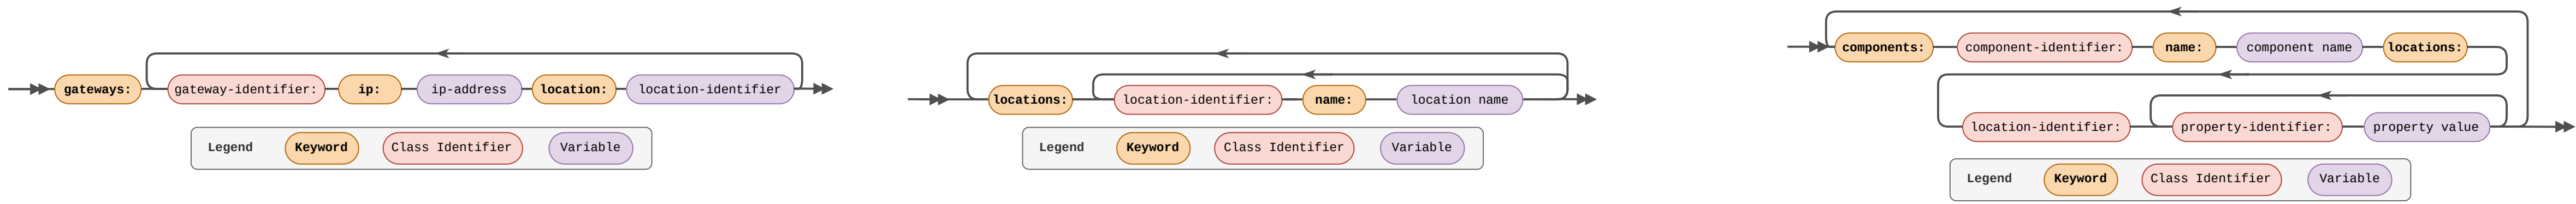 gateways: gateway-identifier: ip: ip-address location: location-identifier
Legend Keyword Class Identifier Variable
locations: location-identifier: name: location name
Legend Keyword Class Identifier Variable
components: component-identifier: name: component name locations:
location-identifier: property-identifier: property value
Legend Keyword Class Identifier Variable